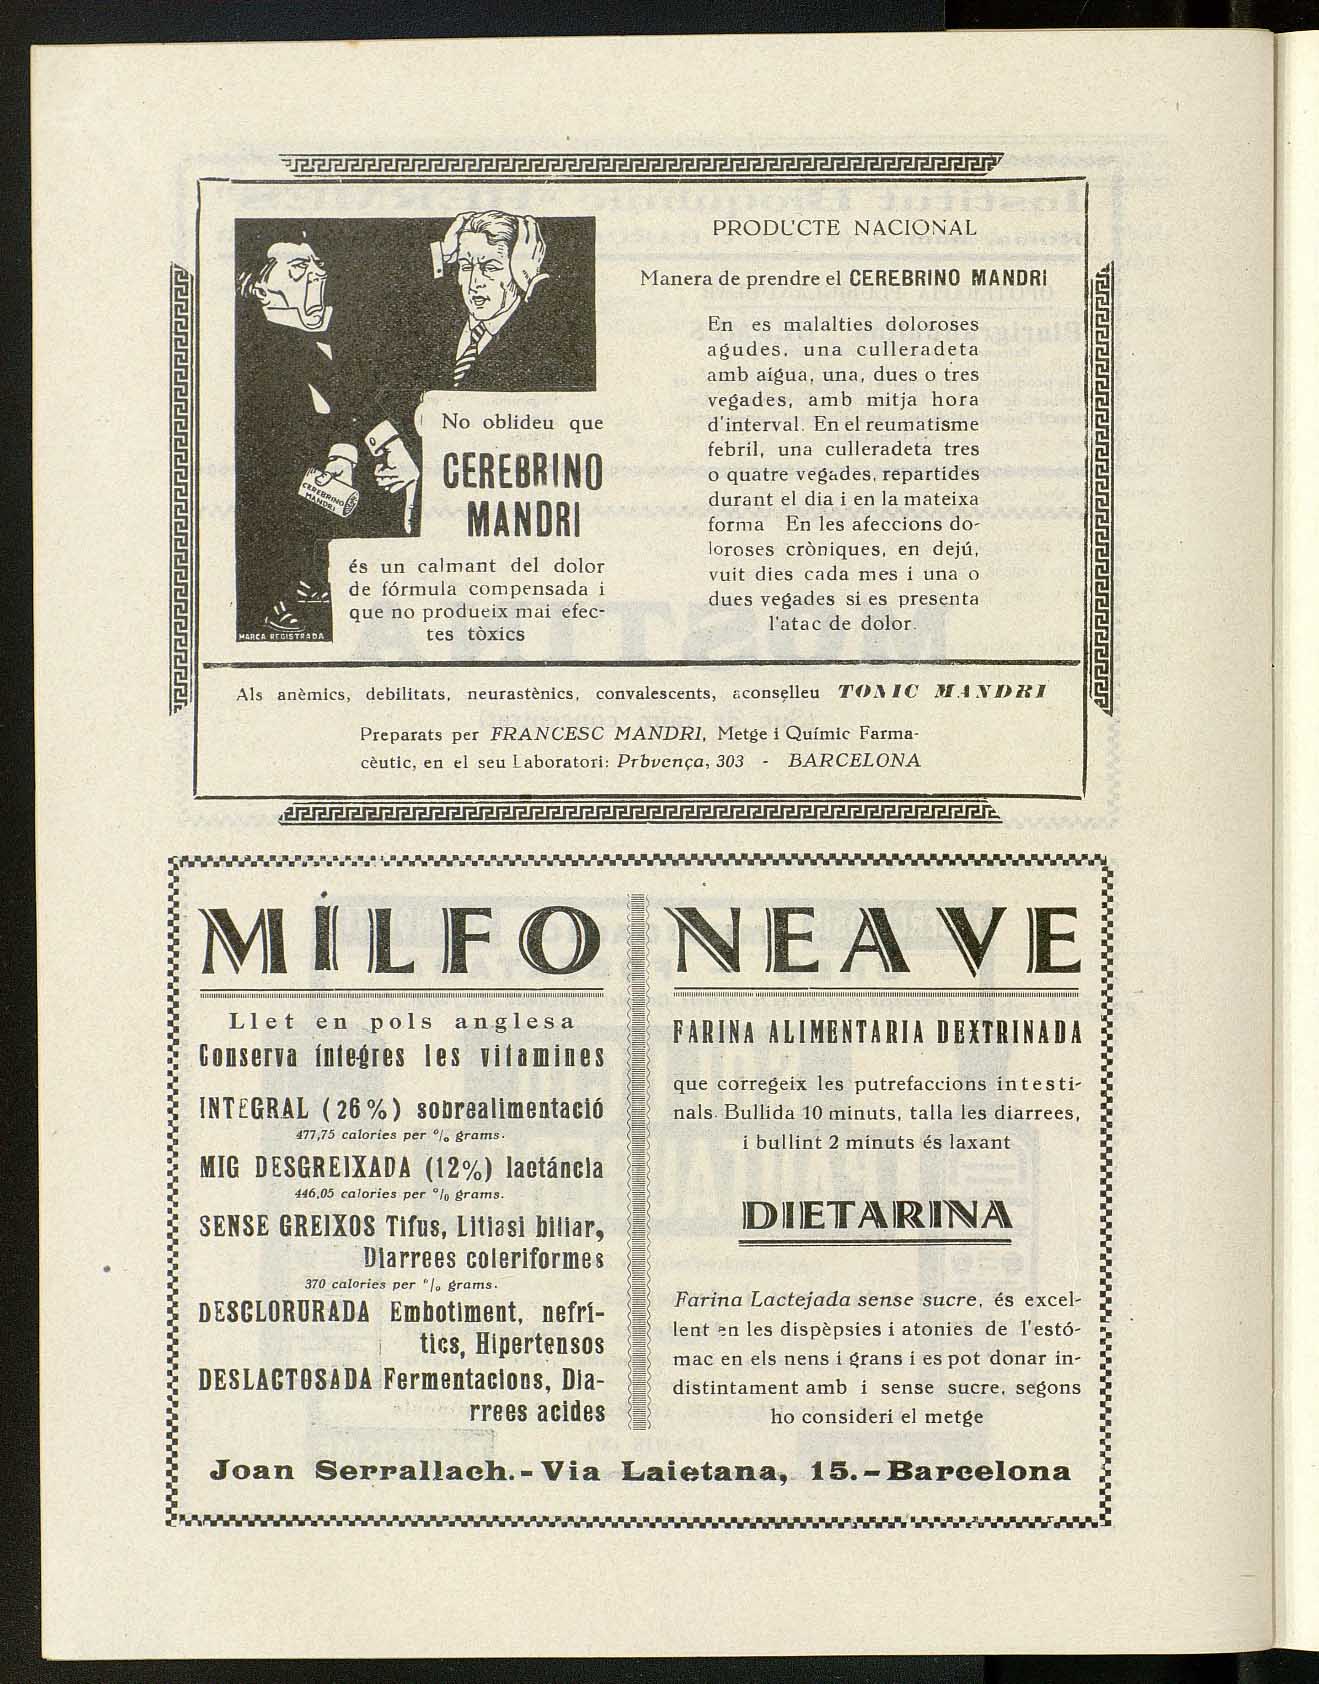 CEREBRINO
MANDRI
MARCA REGISTRADA
No oblideu que
CEREBRINO
MANDRI
és un calmant del dolor
de fórmula compensada i
que no produeix mai efec-
tes tòxics
PRODUCTE NACIONAL
Manera de prendre el CEREBRINO MANDRI
En es malalties doloroses
agudes, una culleradeta
amb aigua, una, dues o tres
vegades, amb mitja hora
d'interval. En el reumatisme
febril, una culleradeta tres
o quatre vegades, repartides
durant el dia i en la mateixa
forma En les afeccions do-
loroses cròniques, en dejú,
vuit dies cada mes i una o
dues vegades si es presenta
l'atac de dolor.
Als anèmics, debilitats, neurastènics, convalescents, aconselleu TONIC MANDRI
Preparats per FRANCESC MANDRI, Metge i Químic Farma-
cèutic, en el seu Laboratori: Prbvença, 303 - BARCELONA
MILFO
Llet en pols anglesa
Conserva íntegres les vitamines
INTEGRAL (26%) sobrealimentació
477,75 calories per % grams.
MIG DESGREIXADA (12%) lactáncia
446,05 calories per % grams.
SENSE GREIXOS Tifus, Litiasi biliar,
Diarrees coleriformes
370 calories per % grams.
DESCLORURADA Embotiment, nefrí-
tics, Hipertensos
DESLACTOSADA Fermentacions, Dia-
rrees acides
NEAVE
FARINA ALIMENTARIA DEXTRINADA
que corregeix les putrefaccions intesti-
nals. Bullida 10 minuts, talla les diarrees,
i bullint 2 minuts és laxant
DIETARINA
Farina Lactejada sense sucre, és excel-
lent en les dispèpsies i atonies de l'estó-
mac en els nens i grans i es pot donar in-
distintament amb i sense sucre, segons
ho consideri el metge
Joan Serrallach.-Via Laietana, 15.-Barcelona